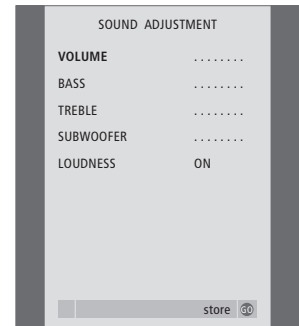 SOUND ADJUSTMENT
VOLUME ........
BASS ........
TREBLE ........
SUBWOOFER ........
LOUDNESS ON
store GO